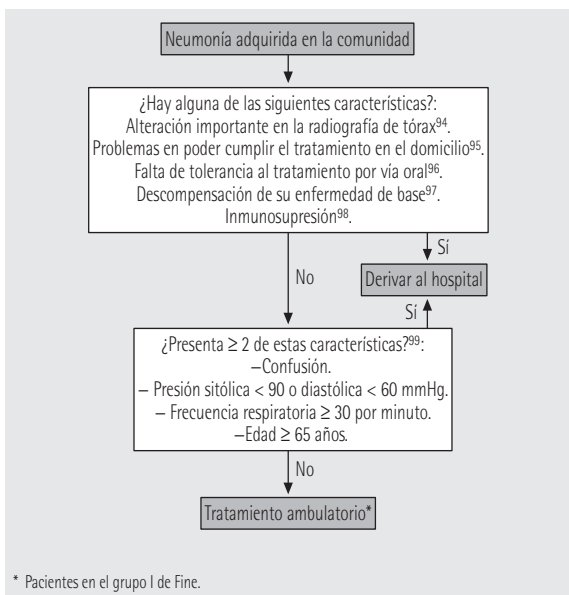 Neumonía adquirida en la comunidad
¿Hay alguna de las siguientes características?:
Alteración importante en la radiografía de tórax⁹⁴.
Problemas en poder cumplir el tratamiento en el domicilio⁹⁵.
Falta de tolerancia al tratamiento por vía oral⁹⁶.
Descompensación de su enfermedad de base⁹⁷.
Inmunosupresión⁹⁸.
Sí
No
Derivar al hospital
Sí
¿Presenta ≥ 2 de estas características?⁹⁹:
–Confusión.
– Presión sitólica < 90 o diastólica < 60 mmHg.
– Frecuencia respiratoria ≥ 30 por minuto.
–Edad ≥ 65 años.
No
Tratamiento ambulatorio*
* Pacientes en el grupo I de Fine.